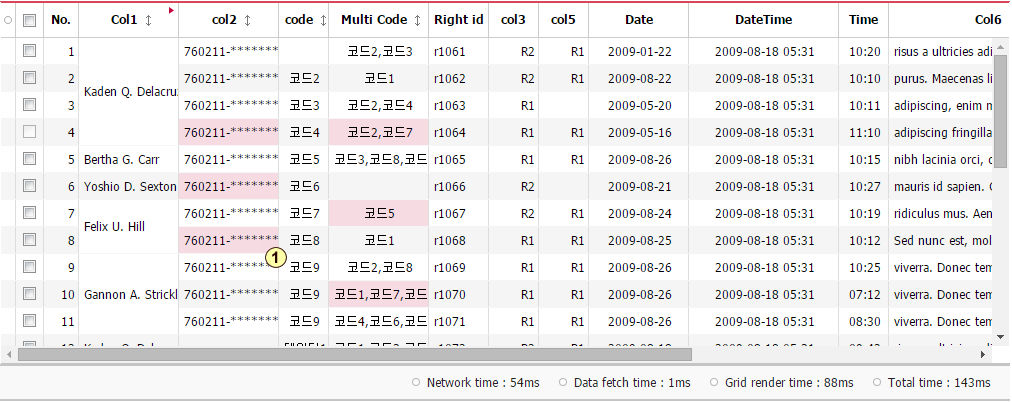 No. Col1 col2 code Multi Code Right id col3 col5 Date DateTime Time Col6
1 Kaden Q. Delacru 760211-******* 코드2,코드3 r1061 R2 R1 2009-01-22 2009-08-18 05:31 10:20 risus a ultricies adi
2 760211-******* 코드2 코드1 r1062 R2 R1 2009-08-22 2009-08-18 05:31 10:10 purus. Maecenas li
3 760211-******* 코드3 코드2,코드4 r1063 R1 2009-05-20 2009-08-18 05:31 10:11 adipiscing, enim n
4 760211-******* 코드4 코드2,코드7 r1064 R1 R1 2009-05-16 2009-08-18 05:31 11:10 adipiscing fringilla
5 Bertha G. Carr 760211-******* 코드5 코드3,코드8,코드 r1065 R1 R1 2009-08-26 2009-08-18 05:31 10:15 nibh lacinia orci, c
6 Yoshio D. Sexton 760211-******* 코드6 r1066 R2 2009-08-21 2009-08-18 05:31 10:27 mauris id sapien. C
7 Felix U. Hill 760211-******* 코드7 코드5 r1067 R2 R1 2009-08-24 2009-08-18 05:31 10:19 ridiculus mus. Aen
8 760211-******* 코드8 코드1 r1068 R1 R1 2009-08-25 2009-08-18 05:31 10:12 Sed nunc est, mol
1
9 760211-******* 코드9 코드2,코드8 r1069 R1 R1 2009-08-26 2009-08-18 05:31 10:25 viverra. Donec tem
10 Gannon A. Strickl 760211-******* 코드9 코드1,코드7,코드 r1070 R1 R1 2009-08-26 2009-08-18 05:31 07:12 viverra. Donec tem
11 760211-******* 코드9 코드4,코드6,코드 r1071 R1 R1 2009-08-26 2009-08-18 05:31 08:30 viverra. Donec tem
Network time : 54ms Data fetch time : 1ms Grid render time : 88ms Total time : 143ms